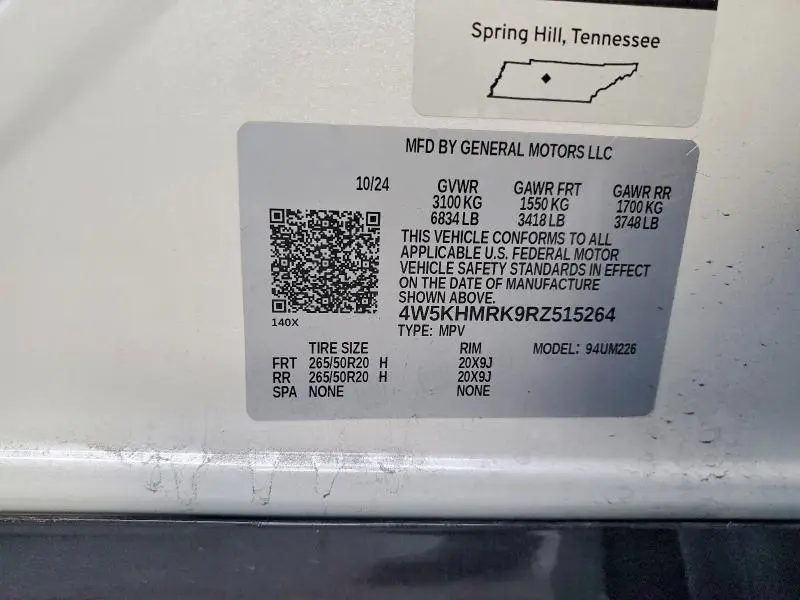 Spring Hill, Tennessee
MFD BY GENERAL MOTORS LLC
10/24 GVWR GAWR FRT GAWR RR
3100 KG 1550 KG 1700 KG
6834 LB 3418 LB 3748 LB
THIS VEHICLE CONFORMS TO ALL
APPLICABLE U.S. FEDERAL MOTOR
VEHICLE SAFETY STANDARDS IN EFFECT
ON THE DATE OF MANUFACTURE
SHOWN ABOVE.
4W5KHMRK9RZ515264
140X
TYPE: MPV
TIRE SIZE RIM MODEL: 94UM226
FRT 265/50R20 H 20X9J
RR 265/50R20 H 20X9J
SPA NONE NONE